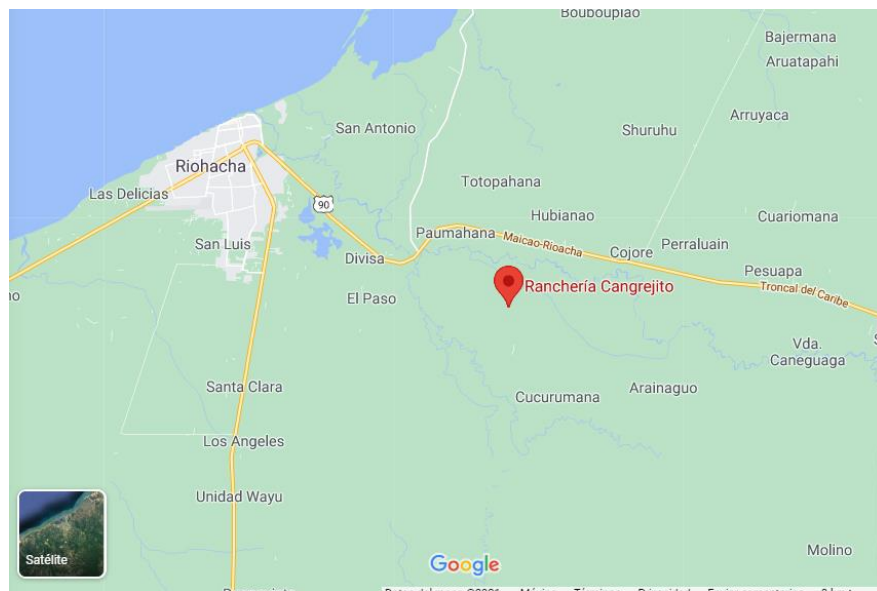 Bouboupiao
Bajermana
Aruatapahi
Arruyaca
San Antonio
Shuruhu
Riohacha
Totopahana
Las Delicias
90
Hubianao
Cuariomana
Paumahana
Maicao-Rioacha
San Luis
Cojore
Perraluain
Divisa
Pesuapa
Ranchería Cangrejito
Troncal del Caribe
El Paso
Vda.
Caneguaga
Santa Clara
Arainaguo
Cucurumana
Los Angeles
Unidad Wayu
Molino
Satélite
Google